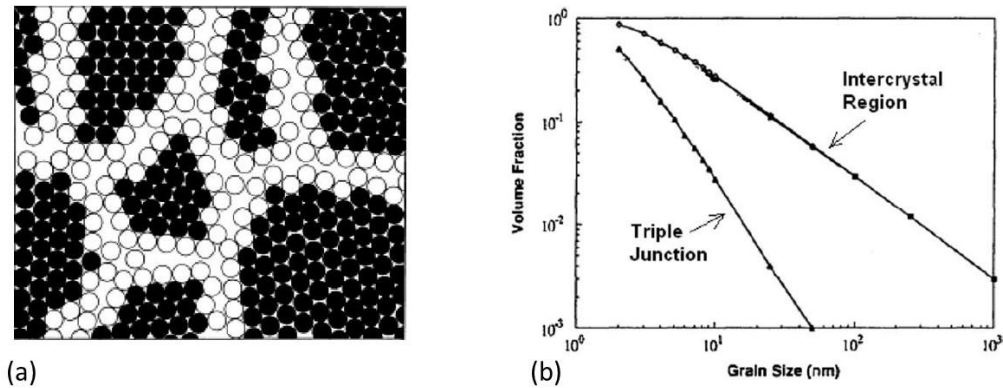 (a)
(b)
10⁰
10⁻¹
10⁻²
10⁻³
Volume Fraction
Intercrystal
Region
Triple
Junction
10⁰ 10¹ 10² 10³
Grain Size (nm)